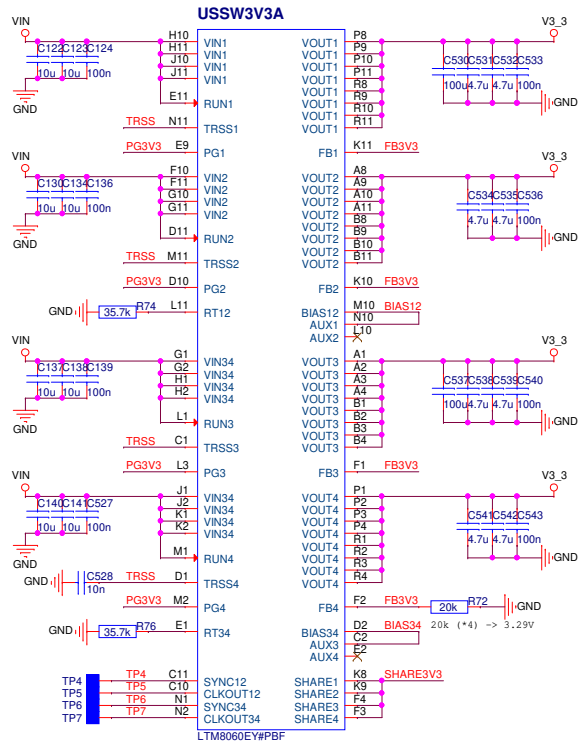 USSW3V3A
VIN
C122 C123 C124
10u 10u 100n
GND
H10 VIN1
H11 VIN1
J10 VIN1
J11 VIN1
E11 RUN1
TRSS N11 TRSS1
PG3V3 E9 PG1
VOUT1 P8
VOUT1 P9
VOUT1 P10
VOUT1 P11
VOUT1 R8
VOUT1 R9
VOUT1 R10
VOUT1 R11
FB1 K11 FB3V3
V3_3
C530 C531 C532 C533
100u 4.7u 4.7u 100n
GND
VIN
C130 C134 C136
10u 10u 100n
GND
F10 VIN2
F11 VIN2
G10 VIN2
G11 VIN2
D11 RUN2
TRSS M11 TRSS2
PG3V3 D10 PG2
GND 35.7k R74 L11 RT12
VOUT2 A8
VOUT2 A9
VOUT2 A10
VOUT2 A11
VOUT2 B8
VOUT2 B9
VOUT2 B10
VOUT2 B11
FB2 K10 FB3V3
BIAS12 M10 BIAS12
AUX1 N10
AUX2 L10
V3_3
C534 C535 C536
4.7u 4.7u 100n
GND
VIN
C137 C138 C139
10u 10u 100n
GND
G1 VIN34
G2 VIN34
H1 VIN34
H2 VIN34
L1 RUN3
TRSS C1 TRSS3
PG3V3 L3 PG3
VOUT3 A1
VOUT3 A2
VOUT3 A3
VOUT3 A4
VOUT3 B1
VOUT3 B2
VOUT3 B3
VOUT3 B4
FB3 F1 FB3V3
V3_3
C537 C538 C539 C540
100u 4.7u 4.7u 100n
GND
VIN
C140 C141 C527
10u 10u 100n
GND
J1 VIN34
J2 VIN34
K1 VIN34
K2 VIN34
M1 RUN4
GND C528 10n TRSS D1 TRSS4
PG3V3 M2 PG4
GND 35.7k R76 E1 RT34
VOUT4 P1
VOUT4 P2
VOUT4 P3
VOUT4 P4
VOUT4 R1
VOUT4 R2
VOUT4 R3
VOUT4 R4
FB4 F2 FB3V3 20k R72 GND
20k (*4) -> 3.29V
BIAS34 D2 BIAS34
AUX3 C2
AUX4 E2
V3_3
C541 C542 C543
4.7u 4.7u 100n
GND
TP4 TP4 C11 SYNC12
TP5 TP5 C10 CLKOUT12
TP6 TP6 N1 SYNC34
TP7 TP7 N2 CLKOUT34
SHARE1 K8 SHARE3V3
SHARE2 K9
SHARE3 F4
SHARE4 F3
LTM8060EY#PBF